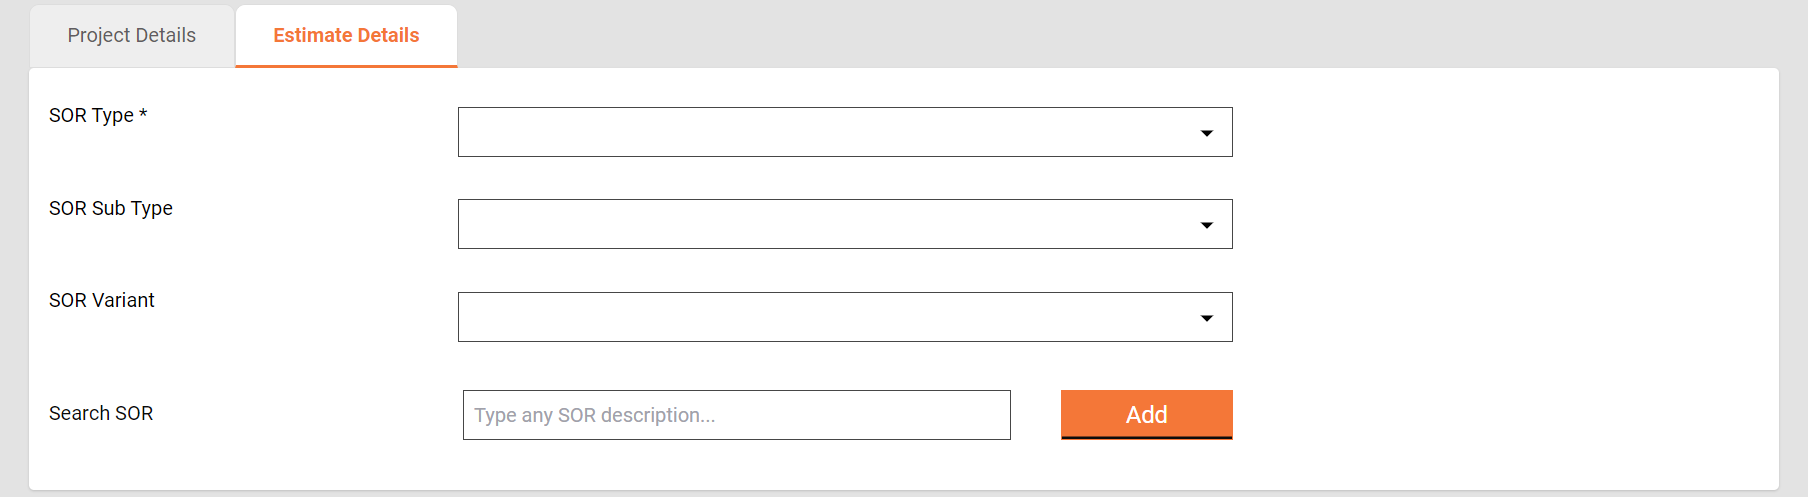 Project Details
Estimate Details
SOR Type *
SOR Sub Type
SOR Variant
Search SOR
Type any SOR description...
Add